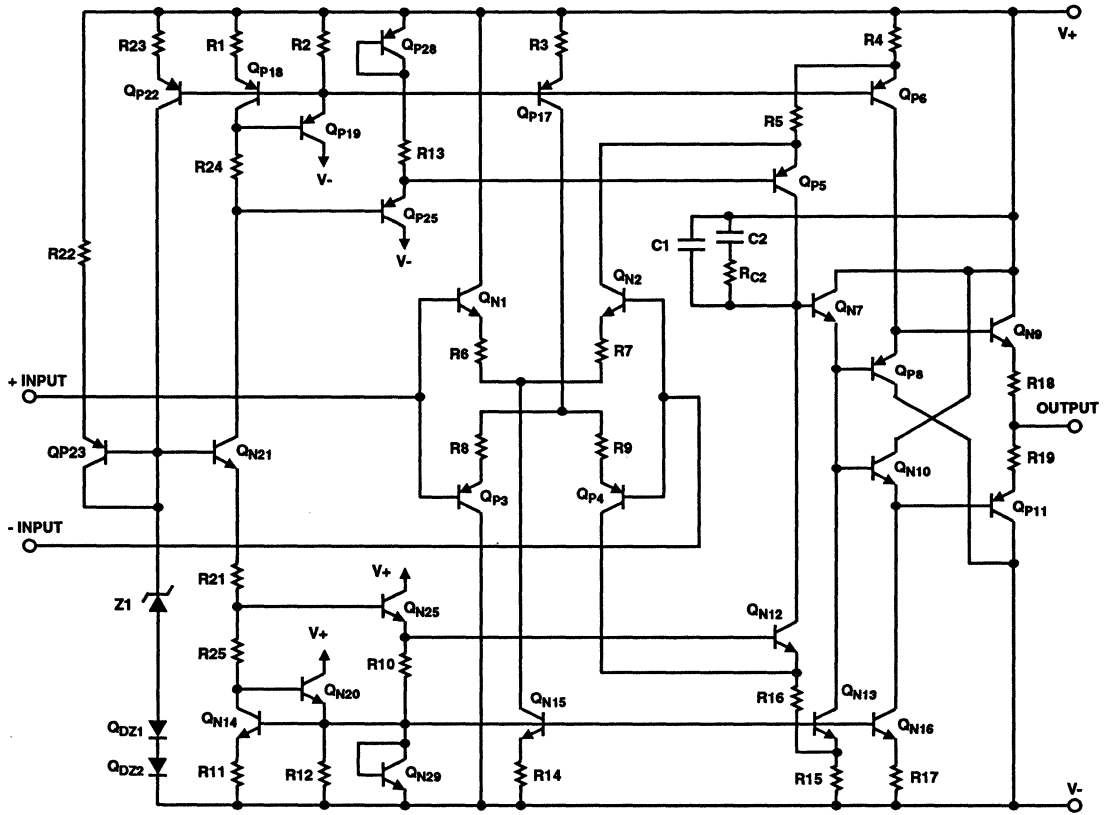 V+
R23
R1
R2
QP28
R3
R4
QP18
QP22
QP6
QP17
QP19
R5
R13
R24
V-
QP5
QP25
V-
R22
C1
C2
RC2
QN1
QN2
QN7
QN9
R6
R7
QP8
R18
+ INPUT
OUTPUT
R8
R9
QP23
QN21
QN10
R19
QP3
QP4
QP11
- INPUT
V+
R21
Z1
QN25
QN12
V+
R25
R10
QN20
QN15
R16
QN13
QN14
QN16
QDZ1
QDZ2
R11
R12
QN29
R14
R15
R17
V-